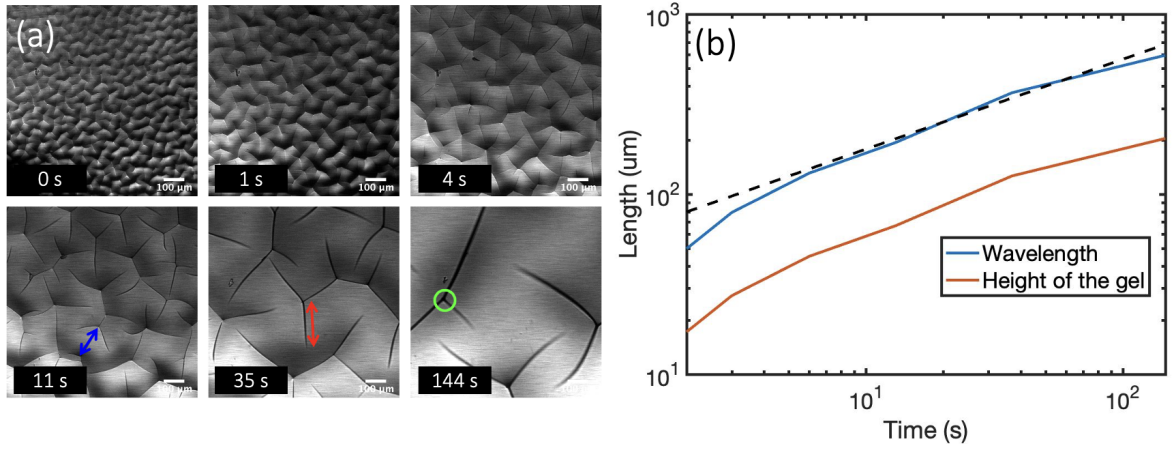 (a)
0 s
100 μm
1 s
100 μm
4 s
100 μm
11 s
35 s
100 μm
144 s
(b)
10³
10²
10¹
Length (um)
Wavelength
Height of the gel
10¹
10²
Time (s)